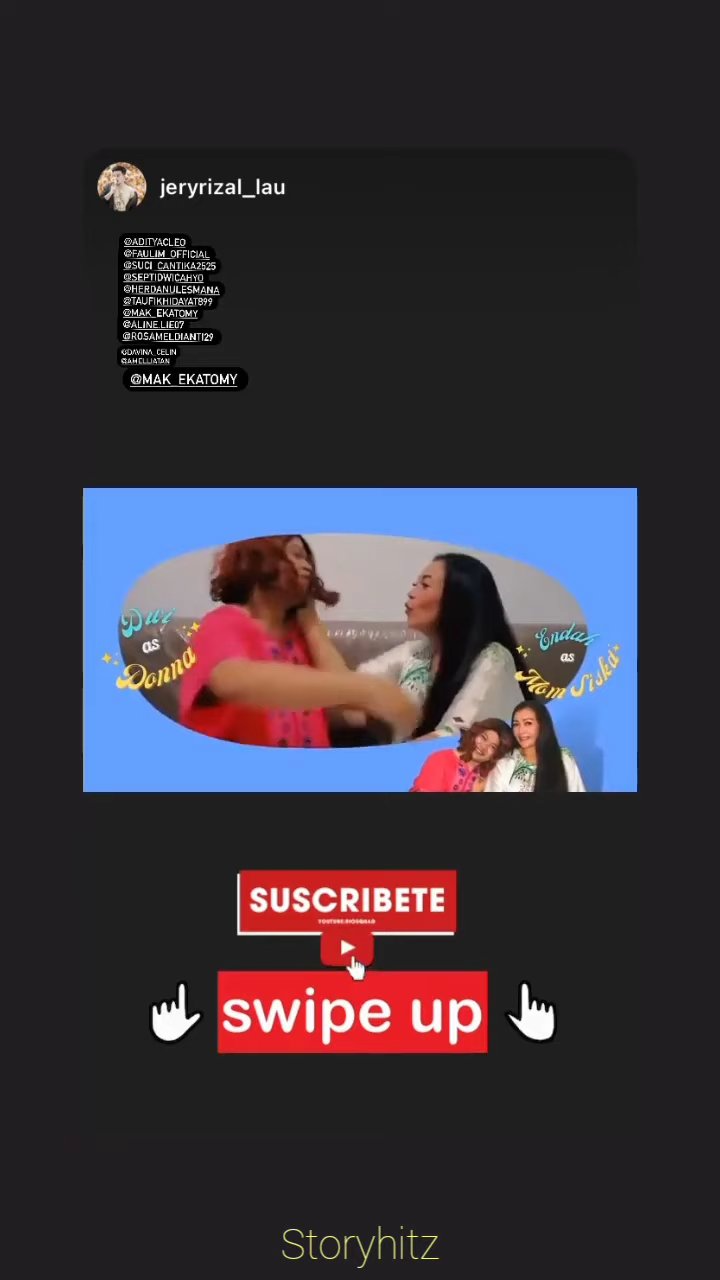 jeryrizal_lau
@ADITYACLEO
@FAULIM_OFFICIAL
@SUCI_CANTIKA2525
@SEPTIDWICAHYO
@HERDANULESMANA
@TAUFIKHIDAYAT899
@MAK_EKATOMY
@ALINE.LIE07
@ROSAMELDIANTI29
@DAVINA_CELIN
@MAK_EKATOMY
Dwi
as
Donna
Endah
as
Mom Siska
SUSCRIBETE
swipe up
Storyhitz